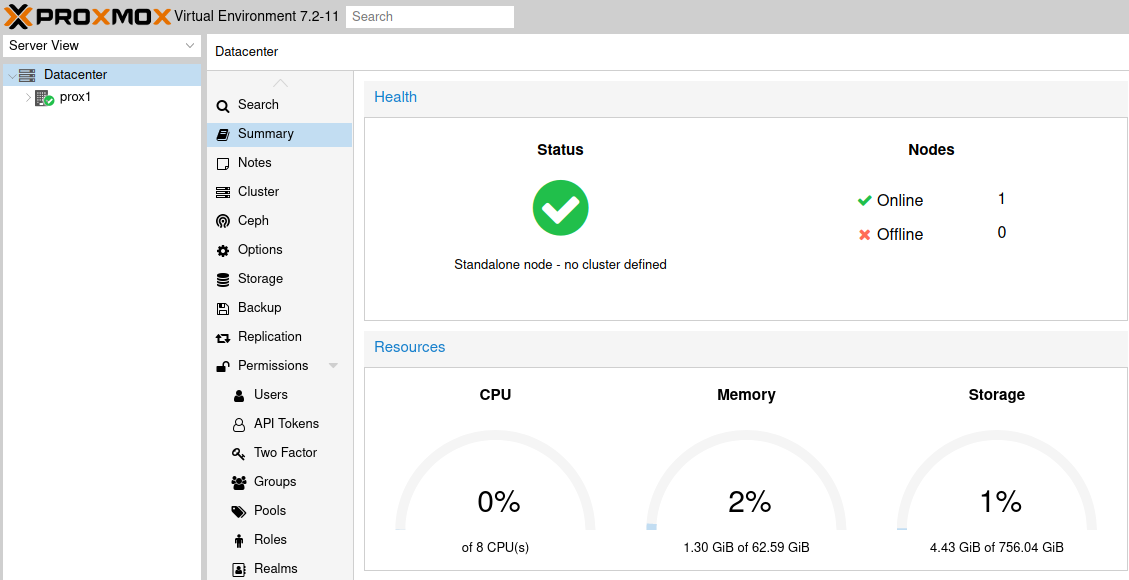 PROXMOX Virtual Environment 7.2-11 Search
Server View
Datacenter
prox1
Datacenter
Search
Summary
Notes
Cluster
Ceph
Options
Storage
Backup
Replication
Permissions
Users
API Tokens
Two Factor
Groups
Pools
Roles
Realms
Health
Status
Standalone node - no cluster defined
Nodes
Online 1
Offline 0
Resources
CPU
0%
of 8 CPU(s)
Memory
2%
1.30 GiB of 62.59 GiB
Storage
1%
4.43 GiB of 756.04 GiB